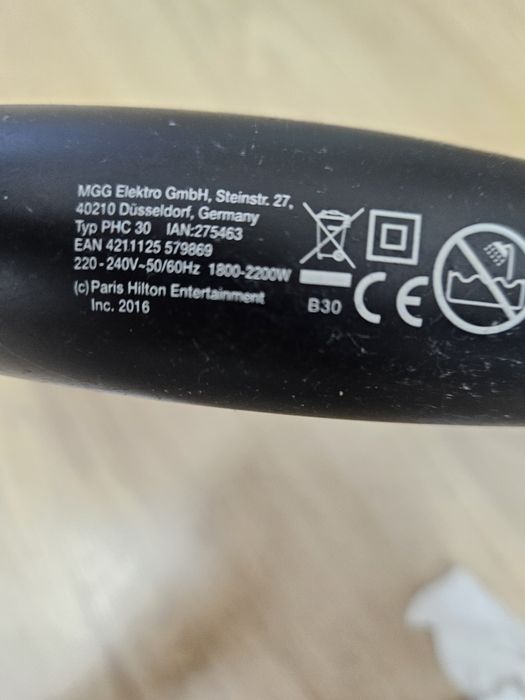 MGG Elektro GmbH, Steinstr. 27,
40210 Düsseldorf, Germany
Typ PHC 30 IAN:275463
EAN 4211125 579869
220-240V~50/60Hz 1800-2200W
(c)Paris Hilton Entertainment
Inc. 2016
B30
CE